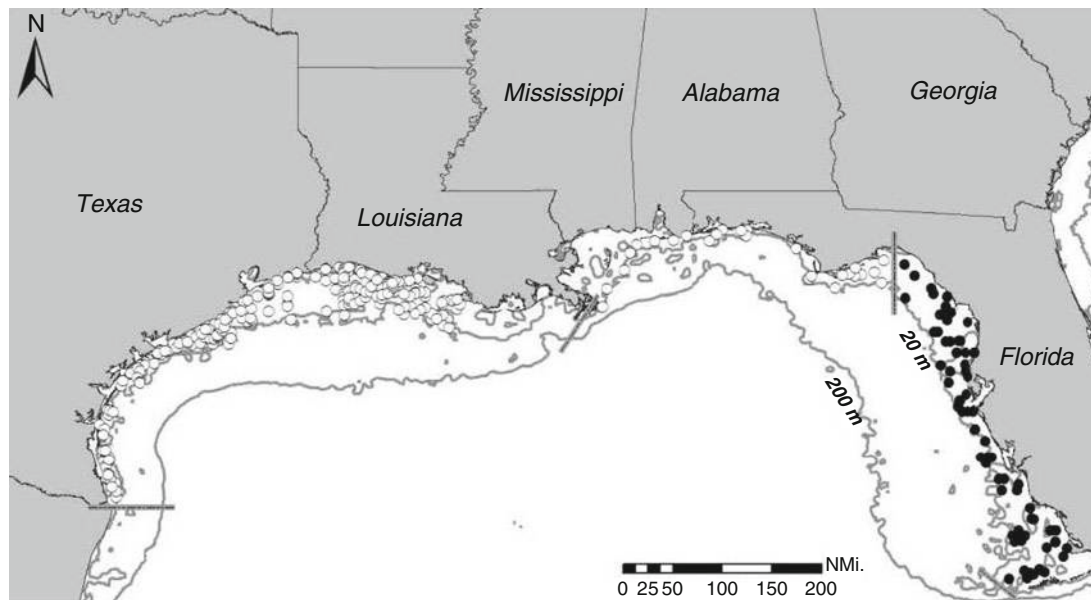 N
Mississippi
Alabama
Georgia
Texas
Louisiana
Florida
20 m
200 m
NMi.
0 25 50 100 150 200